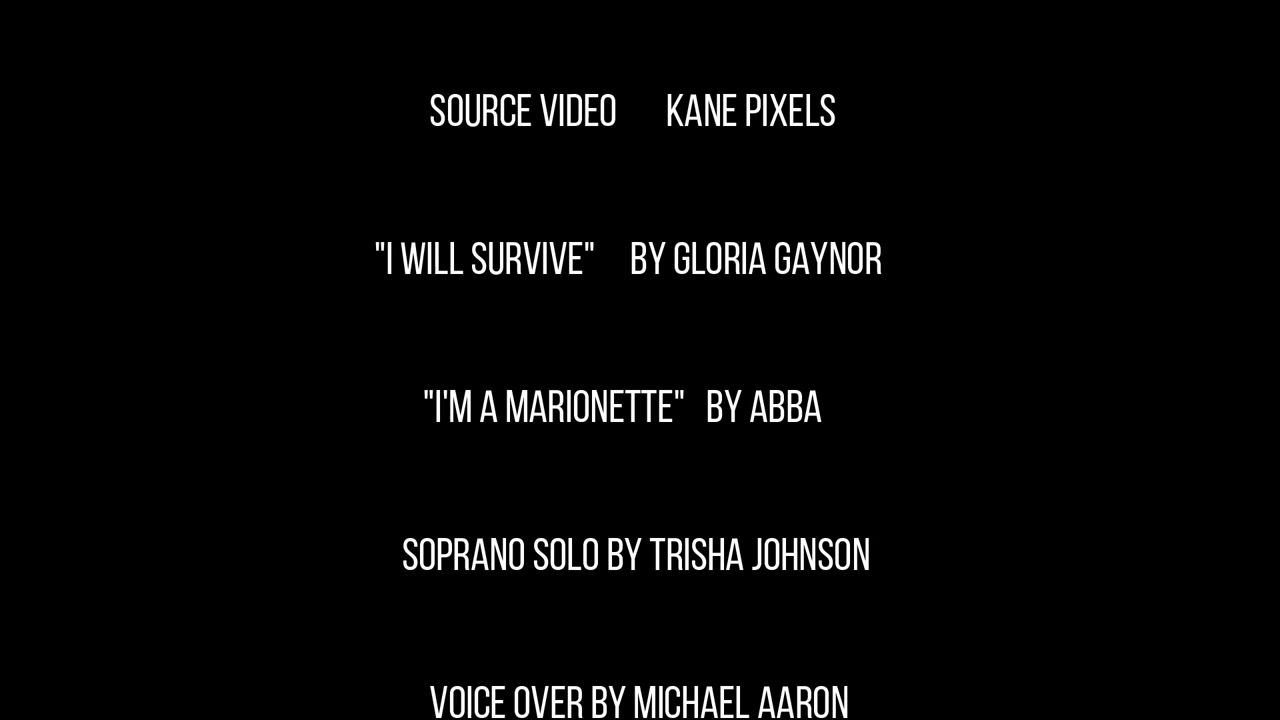 SOURCE VIDEO KANE PIXELS
"I WILL SURVIVE" BY GLORIA GAYNOR
"I'M A MARIONETTE" BY ABBA
SOPRANO SOLO BY TRISHA JOHNSON
VOICE OVER BY MICHAEL AARON